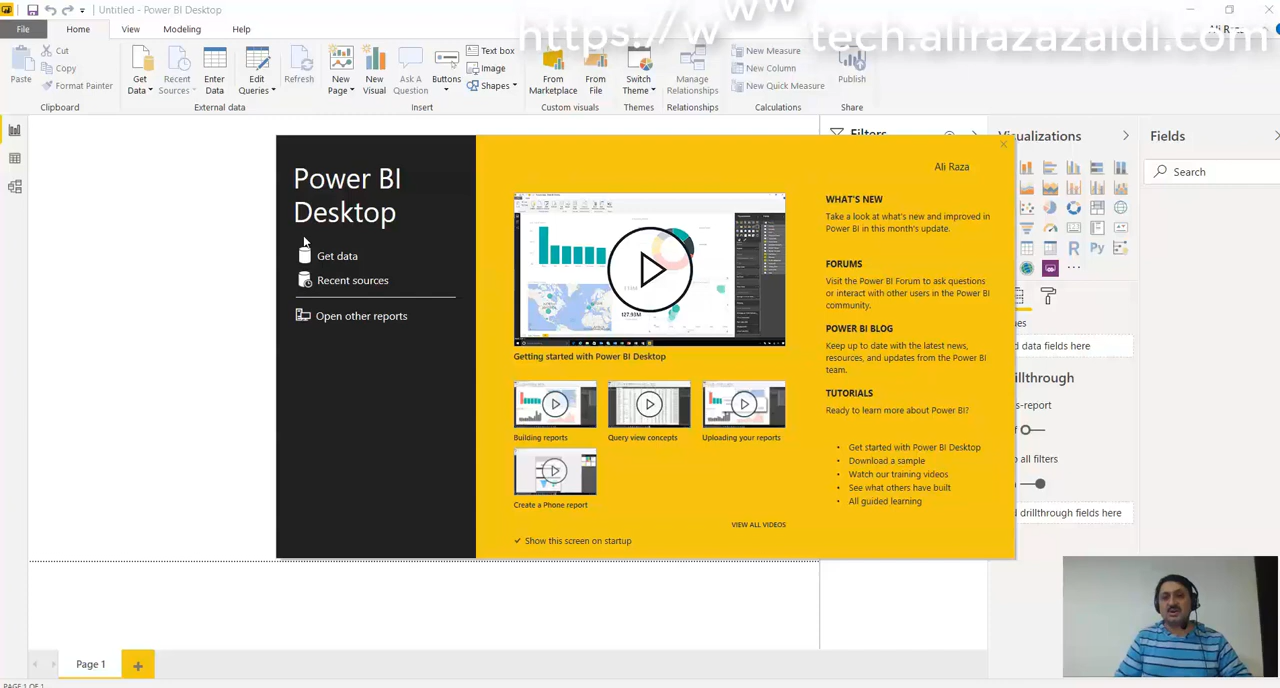 Untitled - Power BI Desktop
https://www
tech.alirazazaidi.com
File
Home
View
Modeling
Help
Paste
Cut
Copy
Format Painter
Clipboard
Get Data
Recent Sources
Enter Data
Edit Queries
Refresh
External data
New Page
New Visual
Ask A Question
Buttons
Text box
Image
Shapes
Insert
From Marketplace
From File
Custom visuals
Switch Theme
Themes
Manage Relationships
Relationships
New Measure
New Column
New Quick Measure
Calculations
Publish
Share
Filters
Visualizations
Fields
Search
R
Py
data fields here
cross-report
all filters
drillthrough fields here
Power BI
Desktop
Get data
Recent sources
Open other reports
Ali Raza
Getting started with Power BI Desktop
Building reports
Query view concepts
Uploading your reports
Create a Phone report
VIEW ALL VIDEOS
Show this screen on startup
WHAT'S NEW
Take a look at what's new and improved
in this month's update.
FORUMS
Visit the Power BI Forum to ask questions
or interact with other users in the Power BI
community.
POWER BI BLOG
Keep up to date with the latest news,
resources, and updates from the Power BI
team.
TUTORIALS
Ready to learn more about Power BI?
• Get started with Power BI Desktop
• Download a sample
• Watch our training videos
• See what others have built
• All guided learning
Page 1
PAGE 1 OF 1